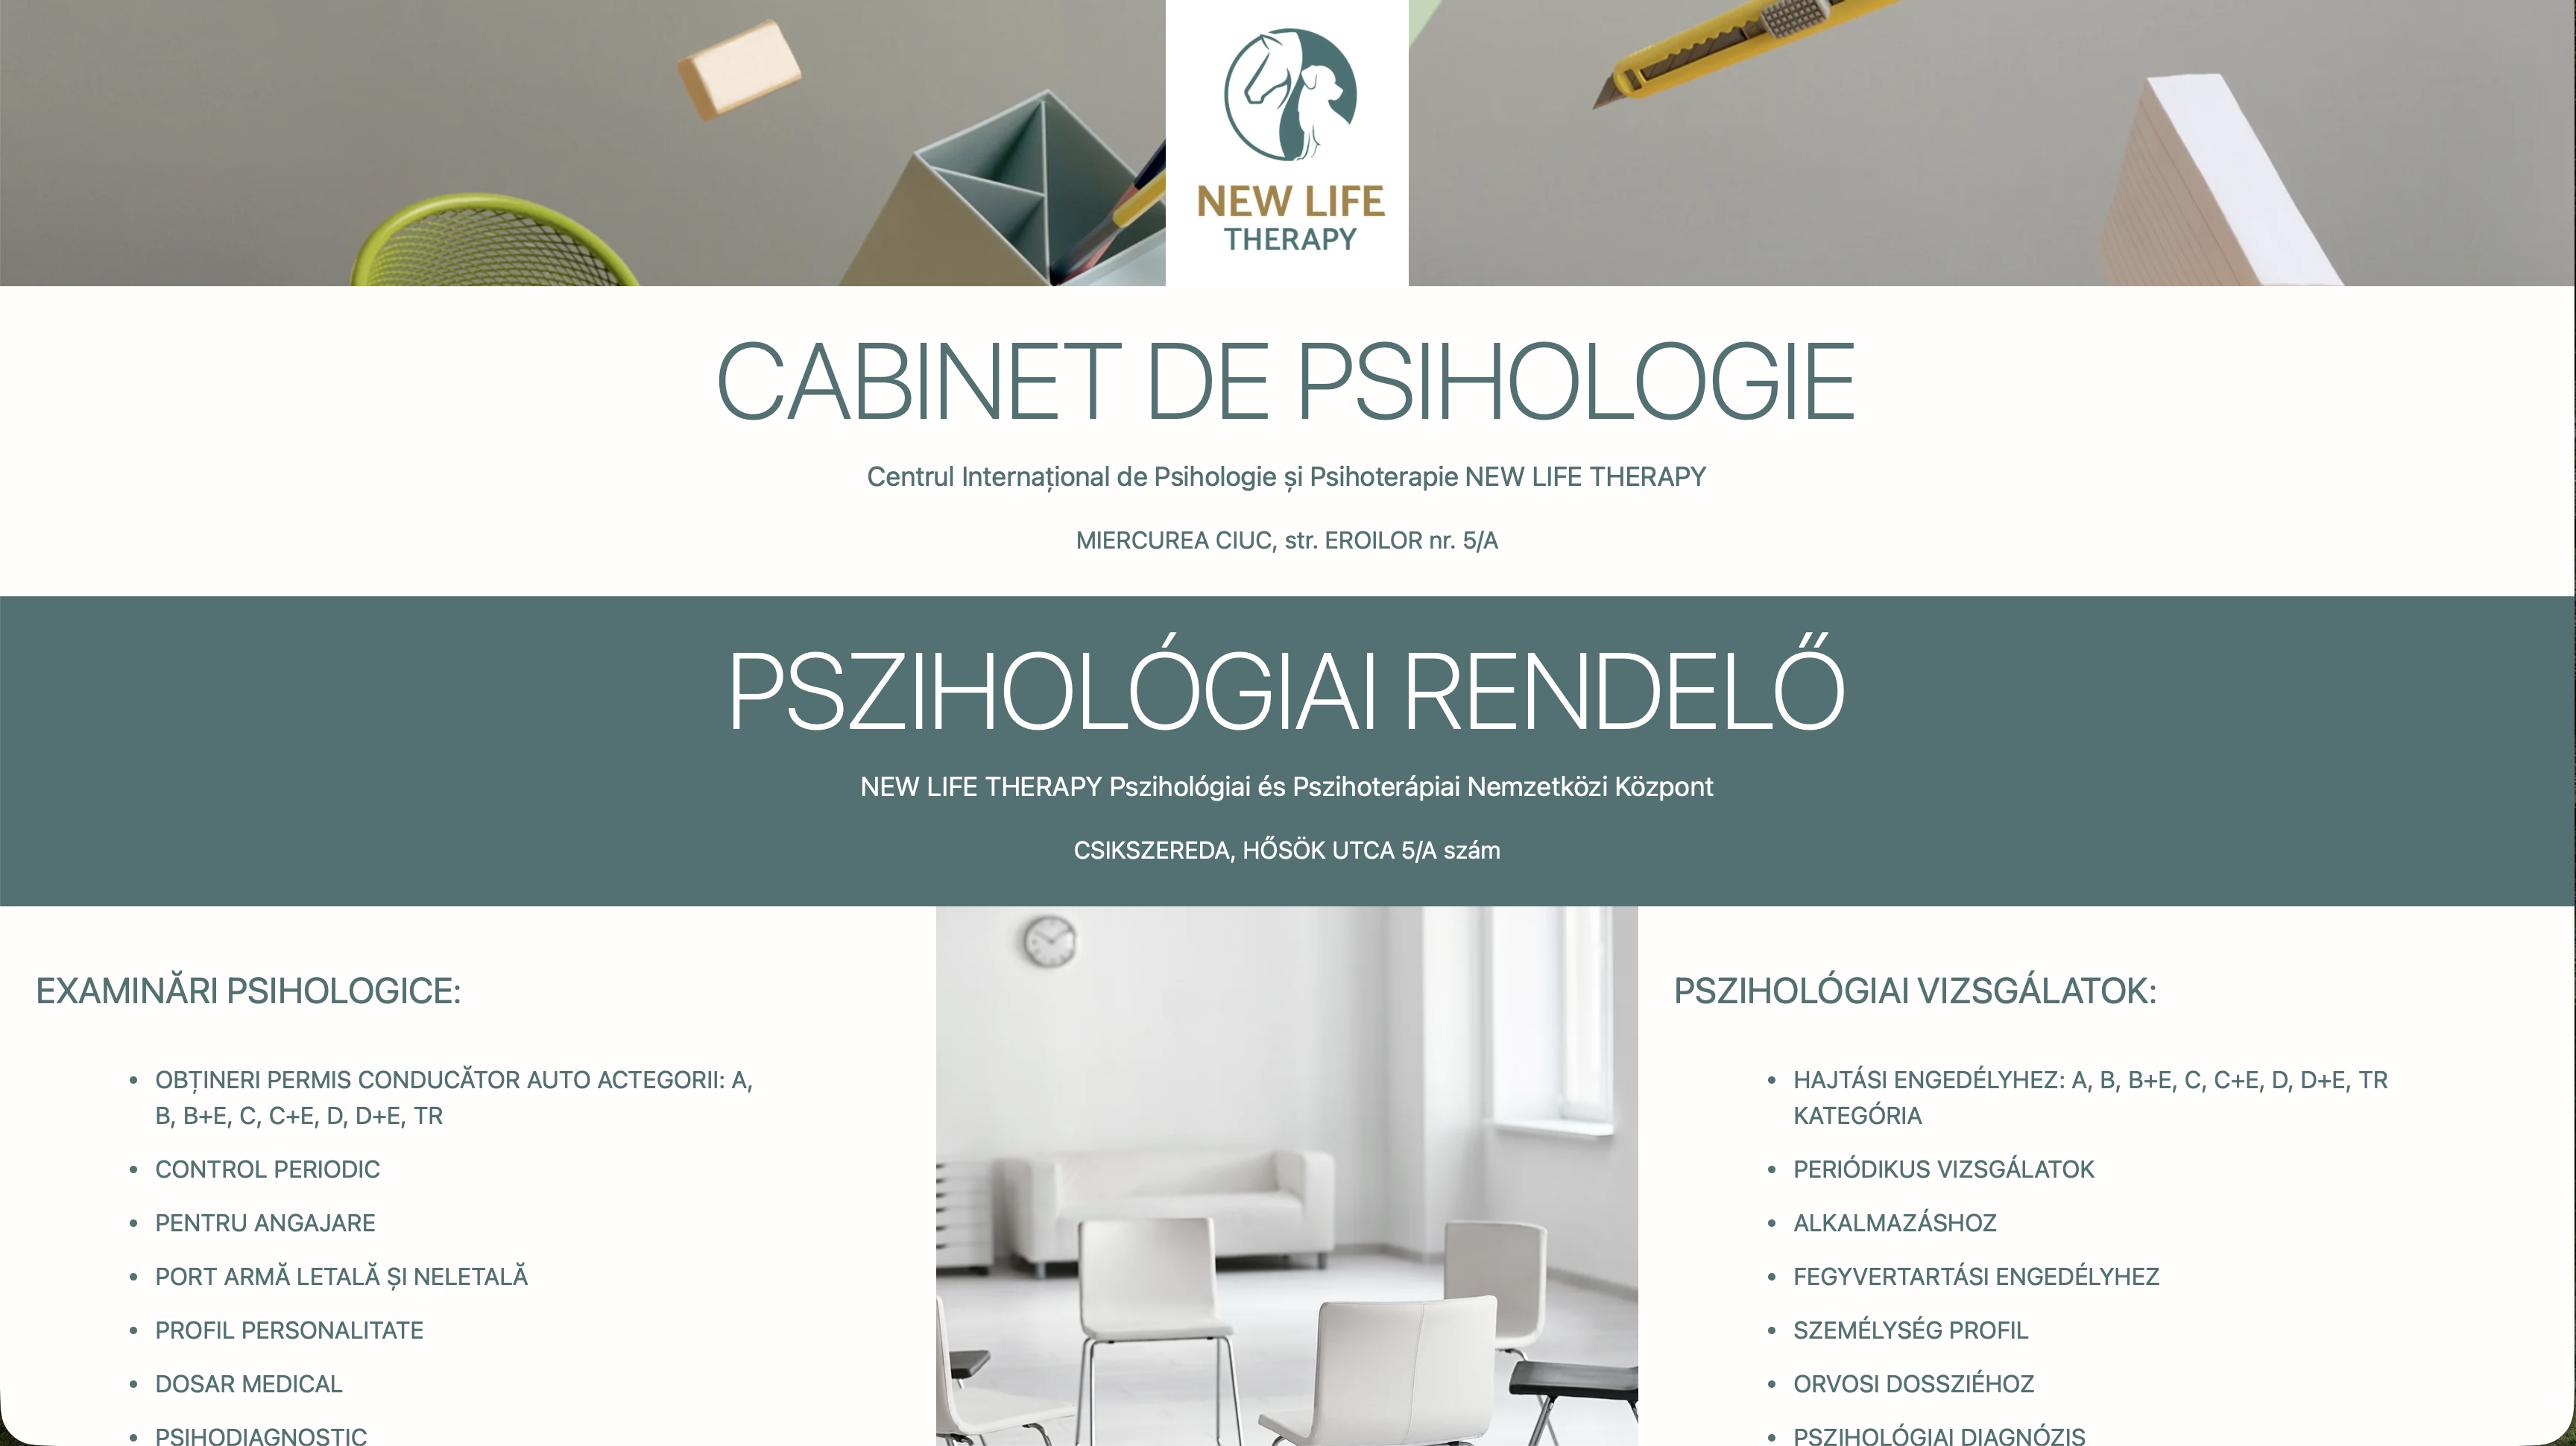 NEW LIFE
THERAPY
CABINET DE PSIHOLOGIE
Centrul Internațional de Psihologie și Psihoterapie NEW LIFE THERAPY
MIERCUREA CIUC, str. EROILOR nr. 5/A
PSZIHOLÓGIAI RENDELŐ
NEW LIFE THERAPY Pszihológiai és Pszihoterápiai Nemzetközi Központ
CSIKSZEREDA, HŐSÖK UTCA 5/A szám
EXAMINĂRI PSIHOLOGICE:
• OBȚINERI PERMIS CONDUCĂTOR AUTO ACTEGORII: A,
B, B+E, C, C+E, D, D+E, TR
• CONTROL PERIODIC
• PENTRU ANGAJARE
• PORT ARMĂ LETALĂ ȘI NELETALĂ
• PROFIL PERSONALITATE
• DOSAR MEDICAL
• PSIHODIAGNOSTIC
PSZIHOLÓGIAI VIZSGÁLATOK:
• HAJTÁSI ENGEDÉLYHEZ: A, B, B+E, C, C+E, D, D+E, TR
KATEGÓRIA
• PERIÓDIKUS VIZSGÁLATOK
• ALKALMAZÁSHOZ
• FEGYVERTARTÁSI ENGEDÉLYHEZ
• SZEMÉLYSÉG PROFIL
• ORVOSI DOSSZIÉHOZ
• PSZIHOLÓGIAI DIAGNÓZIS